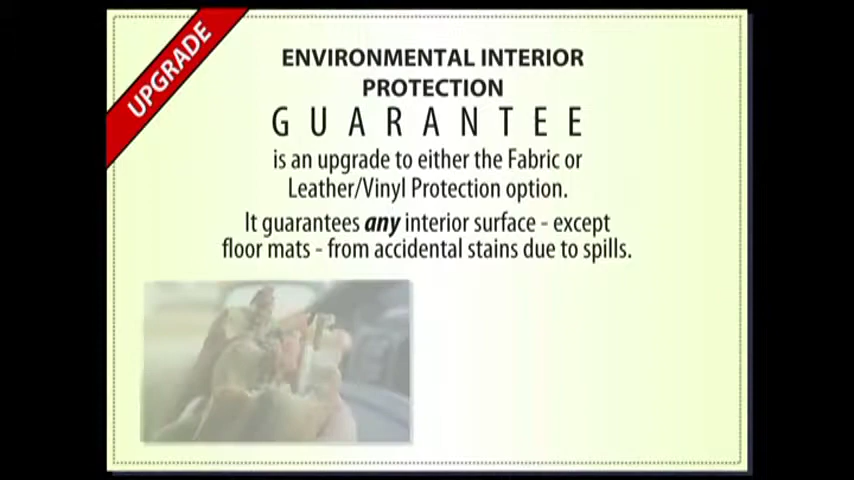 UPGRADE
ENVIRONMENTAL INTERIOR
PROTECTION
GUARANTEE
is an upgrade to either the Fabric or
Leather/Vinyl Protection option.
It guarantees any interior surface - except
floor mats - from accidental stains due to spills.